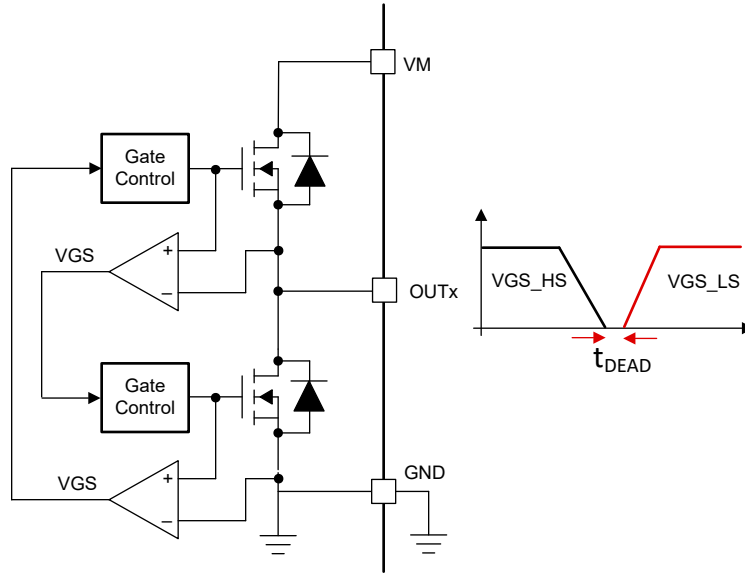 VM
Gate
Control
+
−
VGS
OUTx
Gate
Control
+
−
VGS
GND
VGS_HS
VGS_LS
tDEAD